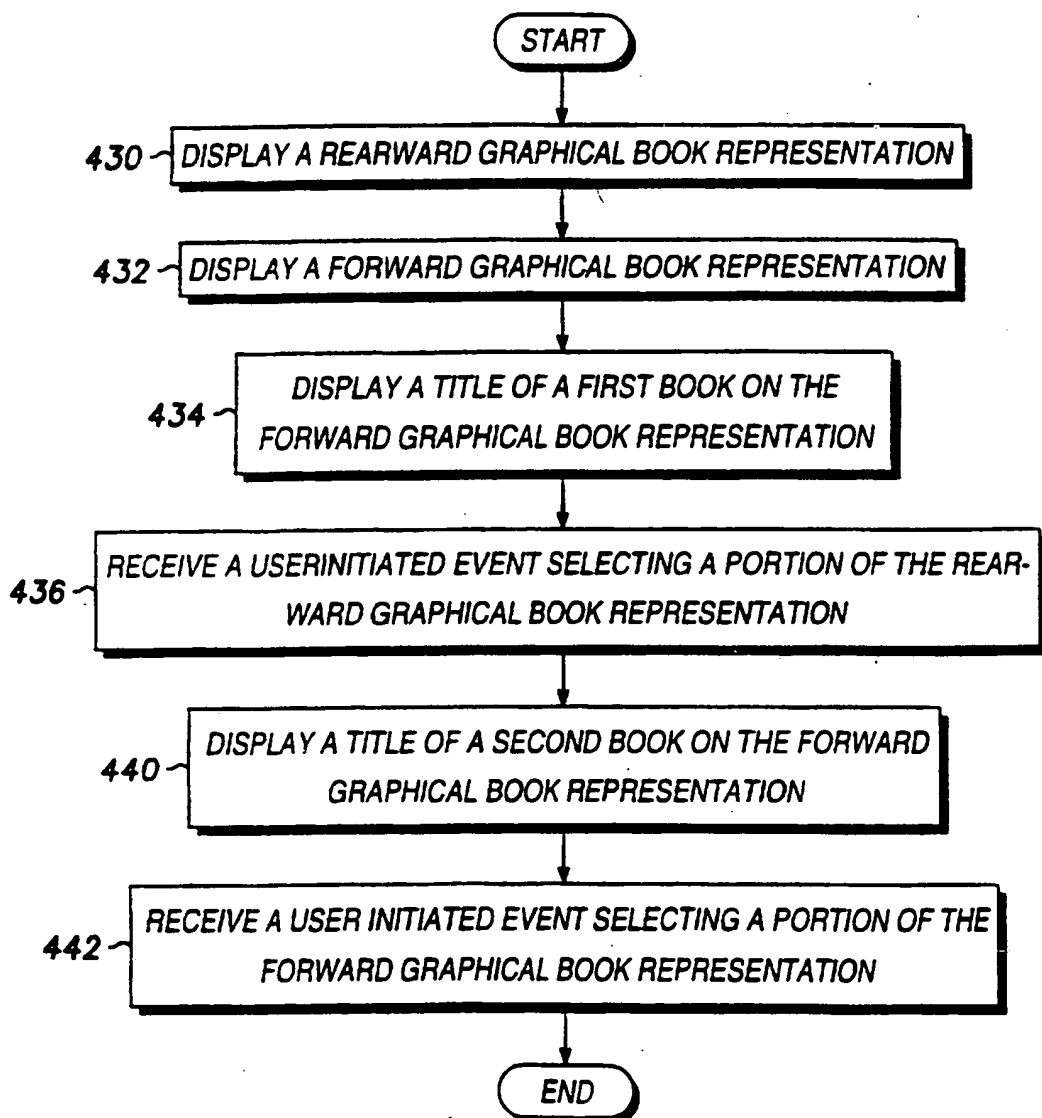 START
430 DISPLAY A REARWARD GRAPHICAL BOOK REPRESENTATION
432 DISPLAY A FORWARD GRAPHICAL BOOK REPRESENTATION
DISPLAY A TITLE OF A FIRST BOOK ON THE
434 FORWARD GRAPHICAL BOOK REPRESENTATION
RECEIVE A USERINITIATED EVENT SELECTING A PORTION OF THE REAR-
436 WARD GRAPHICAL BOOK REPRESENTATION
DISPLAY A TITLE OF A SECOND BOOK ON THE FORWARD
440 GRAPHICAL BOOK REPRESENTATION
RECEIVE A USER INITIATED EVENT SELECTING A PORTION OF THE
442 FORWARD GRAPHICAL BOOK REPRESENTATION
END